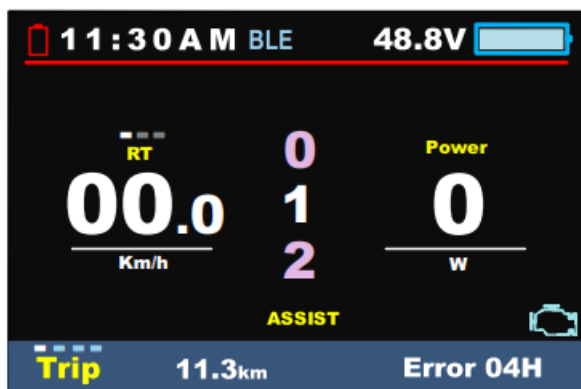 11:30AM BLE 48.8V
RT 0 Power
00.0 1 0
Km/h 2 W
ASSIST
Trip 11.3km Error 04H